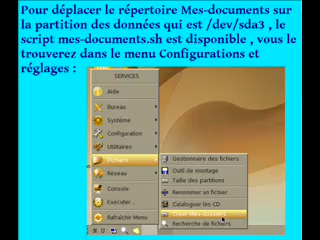 Pour déplacer le répertoire Mes-documents sur
la partition des données qui est /dev/sda3 , le
script mes-documents.sh est disponible , vous le
trouverez dans le menu Configurations et
réglages :
SERVICES
Aide
Bureau
Système
Configuration
Utilitaires
Fichiers
Réseau
Console
Exécuter...
Rafraîchir Menu
Gestionnaire des fichiers
Outil de montage
Taille des partitions
Renommer un fichier
Cataloguer les CD
Créer Mes-dossiers
Recherche de fichiers